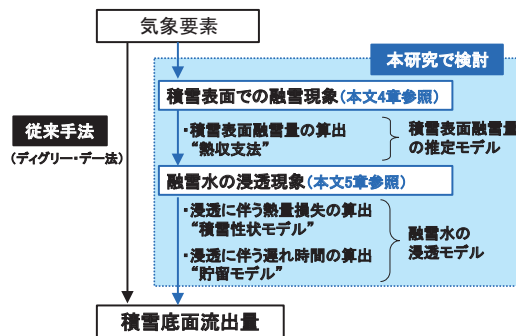 気象要素
本研究で検討
積雪表面での融雪現象(本文4章参照)
従来手法
(ディグリー・デー法)
・積雪表面融雪量の算出
“熱収支法”
積雪表面融雪量
の推定モデル
融雪水の浸透現象(本文5章参照)
・浸透に伴う熱量損失の算出
“積雪性状モデル”
・浸透に伴う遅れ時間の算出
“貯留モデル”
融雪水の
浸透モデル
積雪底面流出量